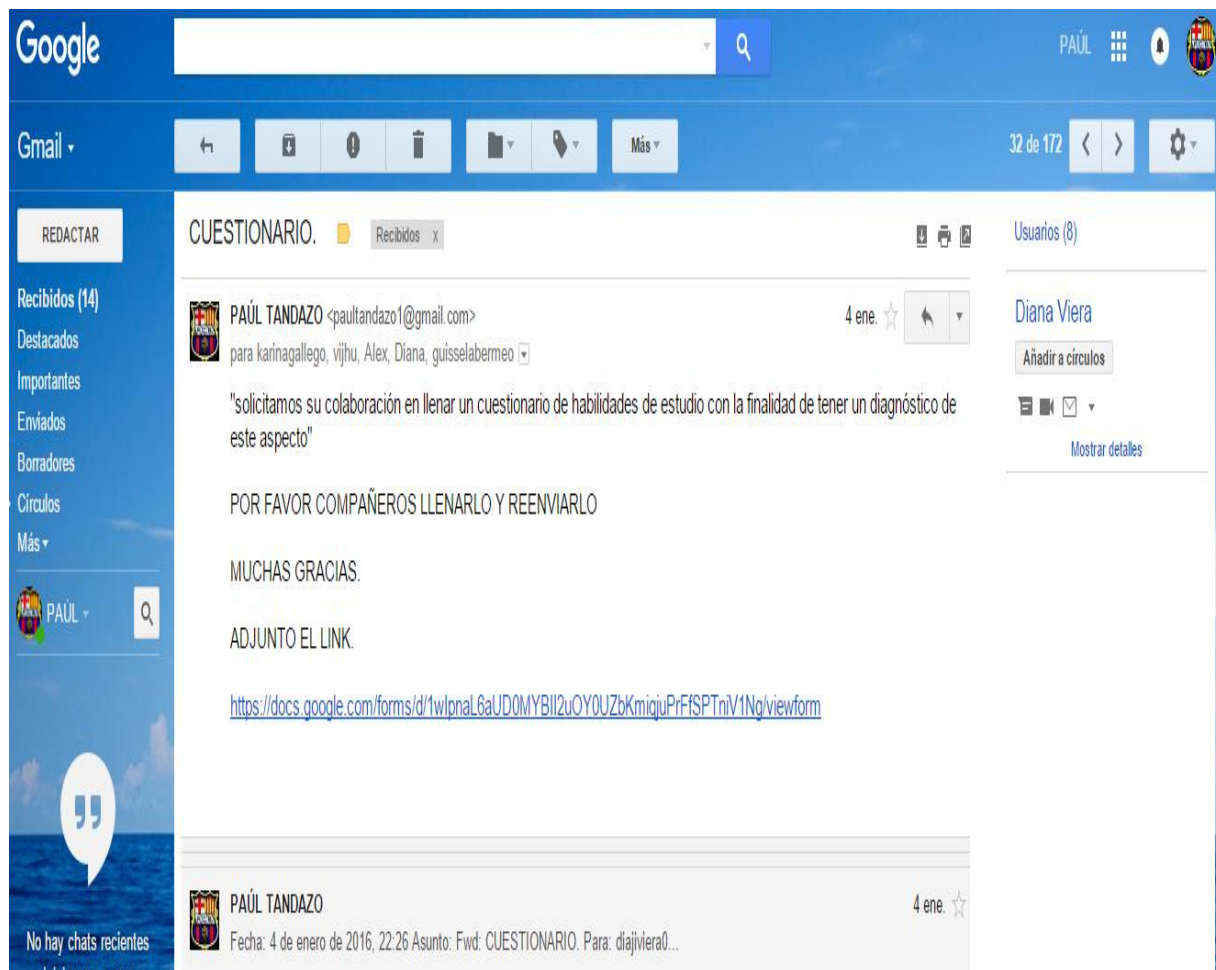 Google
PAÚL
Gmail
Más
32 de 172
REDACTAR
Recibidos (14)
Destacados
Importantes
Enviados
Borradores
Círculos
Más
PAÚL
No hay chats recientes
CUESTIONARIO.
Recibidos x
PAÚL TANDAZO <paultandazo1@gmail.com>
4 ene.
para karinagallego, vijhu, Alex, Diana, guisselabermeo
"solicitamos su colaboración en llenar un cuestionario de habilidades de estudio con la finalidad de tener un diagnóstico de
este aspecto"
POR FAVOR COMPAÑEROS LLENARLO Y REENVIARLO
MUCHAS GRACIAS.
ADJUNTO EL LINK.
https://docs.google.com/forms/d/1wIpnaL6aUD0MYBII2uOY0UZbKmiqjuPrFfSPTniV1Ng/viewform
PAÚL TANDAZO
4 ene.
Fecha: 4 de enero de 2016, 22:26 Asunto: Fwd: CUESTIONARIO. Para: diajiviera0...
Usuarios (8)
Diana Viera
Añadir a círculos
Mostrar detalles